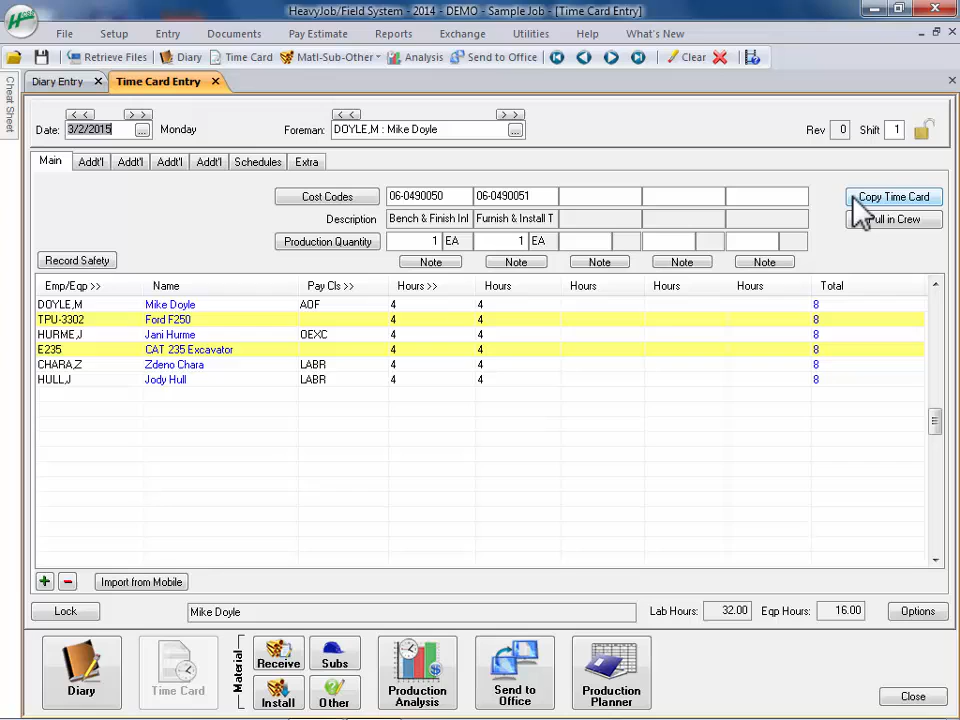 HeavyJob/Field System - 2014 - DEMO - Sample Job - [Time Card Entry]
HCSS
File Setup Entry Documents Pay Estimate Reports Exchange Utilities Help What's New
Retrieve Files Diary Time Card Matl-Sub-Other Analysis Send to Office Clear
Cheat Sheet
Diary Entry Time Card Entry
< < > > < < > >
Date: 3/2/2015 ... Monday Foreman: DOYLE,M : Mike Doyle ... Rev 0 Shift 1
Main Addt'l Addt'l Addt'l Addt'l Schedules Extra
Cost Codes 06-0490050 06-0490051 Copy Time Card
Description Bench & Finish Inl Furnish & Install T ull in Crew
Production Quantity 1 EA 1 EA
Record Safety Note Note Note Note Note
Emp/Eqp >> Name Pay Cls >> Hours >> Hours Hours Hours Hours Total
DOYLE,M Mike Doyle AOF 4 4 8
TPU-3302 Ford F250 4 4 8
HURME,J Jani Hurme OEXC 4 4 8
E235 CAT 235 Excavator 4 4 8
CHARA,Z Zdeno Chara LABR 4 4 8
HULL,J Jody Hull LABR 4 4 8
Import from Mobile
Lock Mike Doyle Lab Hours: 32.00 Eqp Hours: 16.00 Options
Diary
Time Card
Material
Receive
Subs
Install
Other
Production Analysis
Send to Office
Production Planner
Close